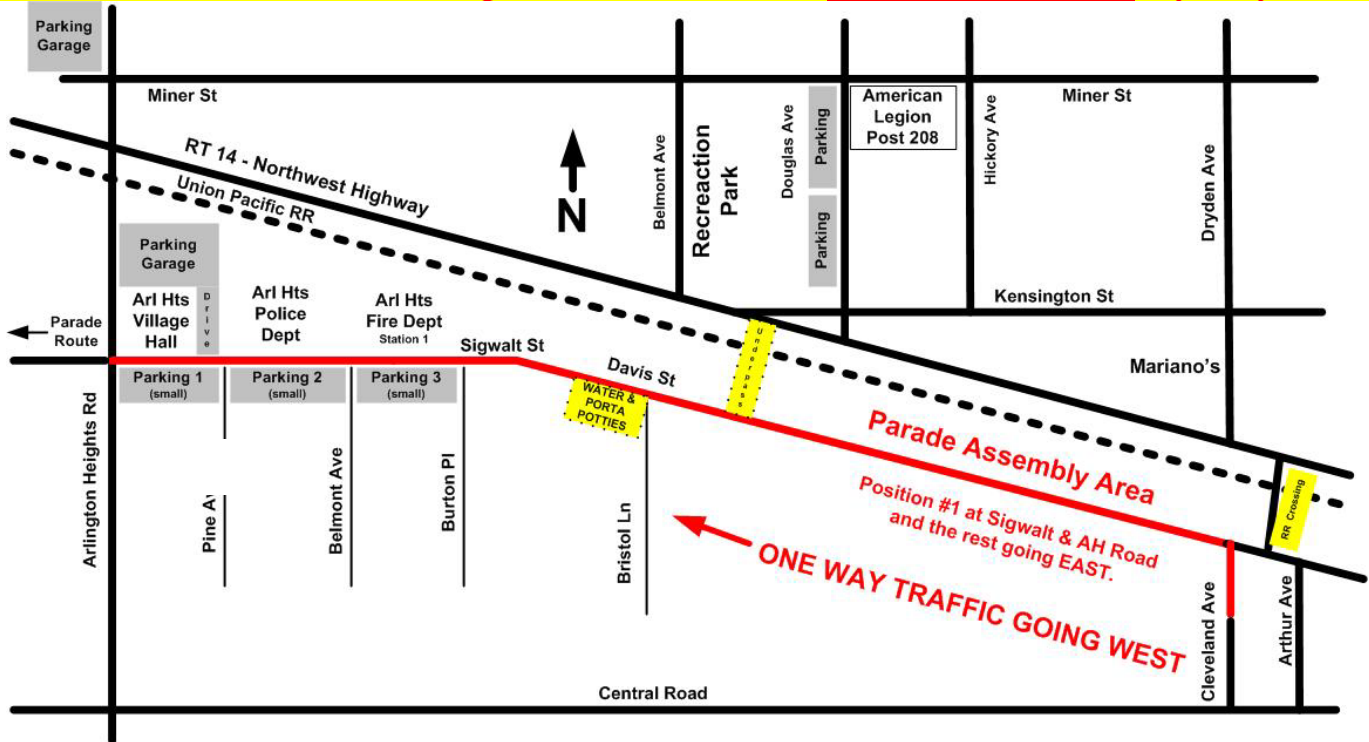 Parking
Garage
Miner St
American
Legion
Post 208
Miner St
Parking
Douglas Ave
Hickory Ave
Belmont Ave
Recreaction
Park
Dryden Ave
RT 14 - Northwest Highway
Union Pacific RR
N
Parking
Parking
Garage
Kensington St
Arl Hts
Village
Hall
Drive
Arl Hts
Police
Dept
Arl Hts
Fire Dept
Station 1
Parade
Route
Sigwalt St
Underpass
Mariano's
Davis St
Parking 1
(small)
Parking 2
(small)
Parking 3
(small)
WATER &
PORTA
POTTIES
Parade Assembly Area
Position #1 at Sigwalt & AH Road
and the rest going EAST.
RR Crossing
ONE WAY TRAFFIC GOING WEST
Arlington Heights Rd
Pine Av
Belmont Ave
Burton Pl
Bristol Ln
Cleveland Ave
Arthur Ave
Central Road